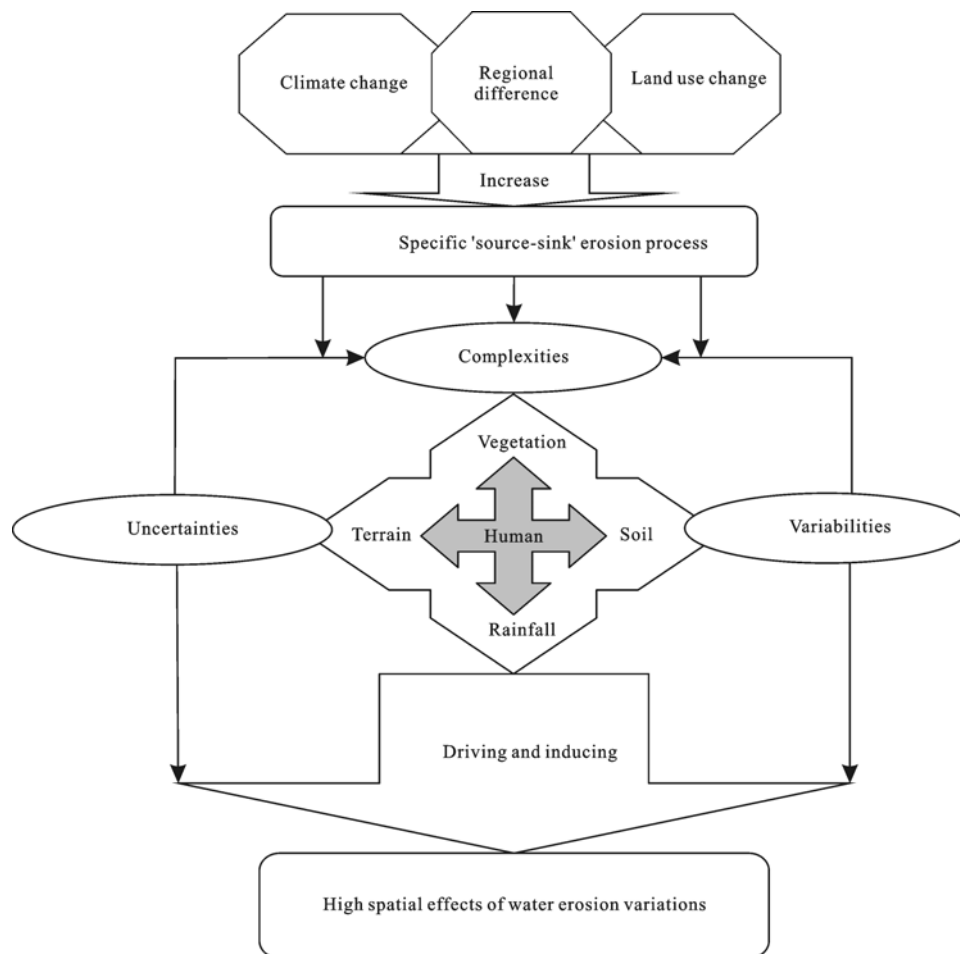 Climate change
Regional
difference
Land use change
Increase
Specific 'source-sink' erosion process
Complexities
Vegetation
Uncertainties
Terrain
Human
Soil
Variabilities
Rainfall
Driving and inducing
High spatial effects of water erosion variations